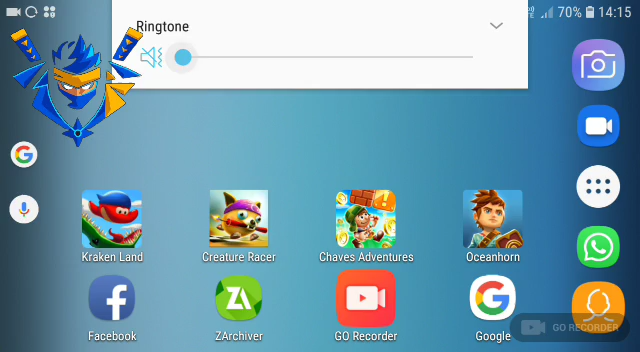 Ringtone
70% 14:15
Kraken Land
Creature Racer
Chaves Adventures
Oceanhorn
Facebook
ZArchiver
GO Recorder
Google
GO RECORDER